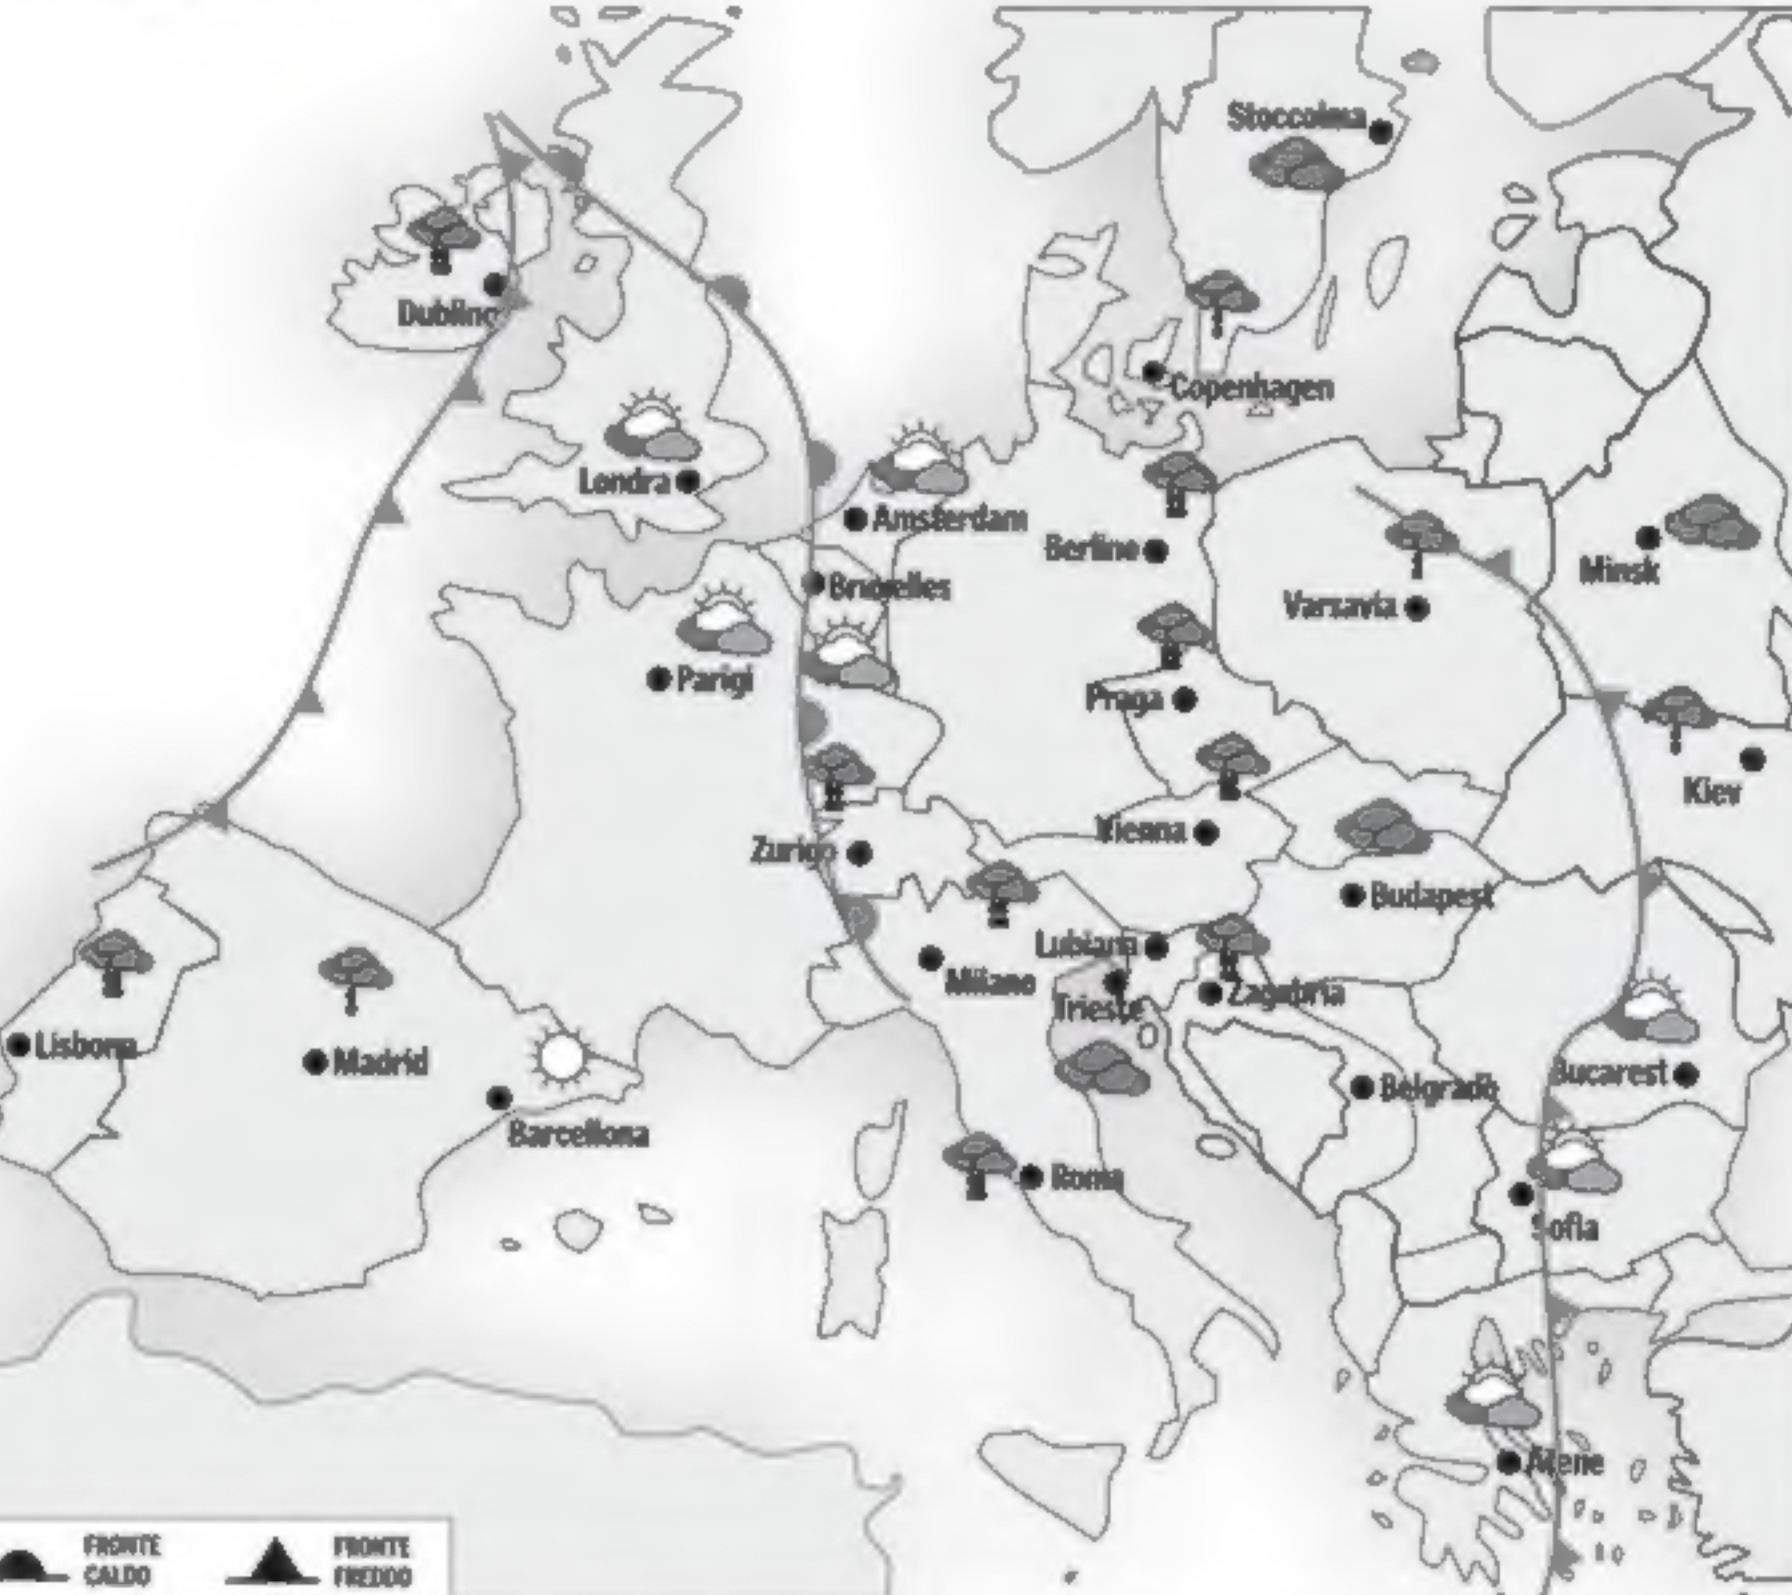 Stoccolma
Dublino
Copenhagen
Londra
Amsterdam
Berlino
Minsk
Bruxelles
Varsavia
Parigi
Praga
Kiev
Vienna
Zurigo
Budapest
Lubiana
Milano
Zagabria
Trieste
Lisbona
Madrid
Bucarest
Belgrado
Barcellona
Roma
Sofia
Atene
FRONTE
CALDO
FRONTE
FREDDO